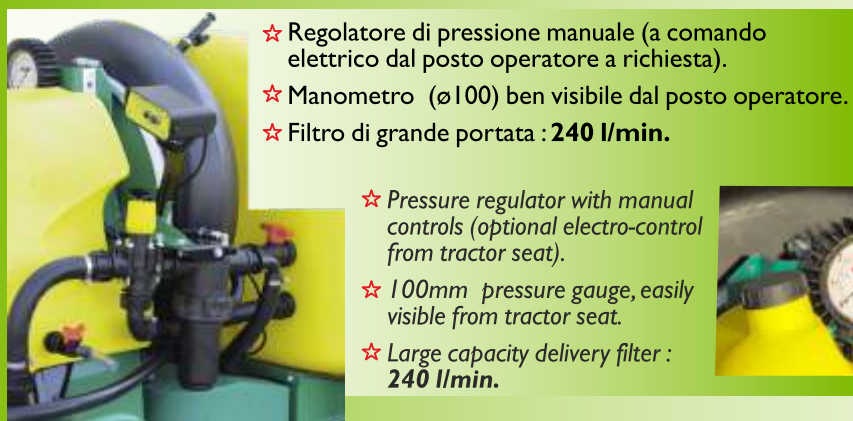 Regolatore di pressione manuale (a comando
elettrico dal posto operatore a richiesta).
Manometro (ø100) ben visibile dal posto operatore.
Filtro di grande portata : 240 l/min.
Pressure regulator with manual
controls (optional electro-control
from tractor seat).
100mm pressure gauge, easily
visible from tractor seat.
Large capacity delivery filter :
240 l/min.